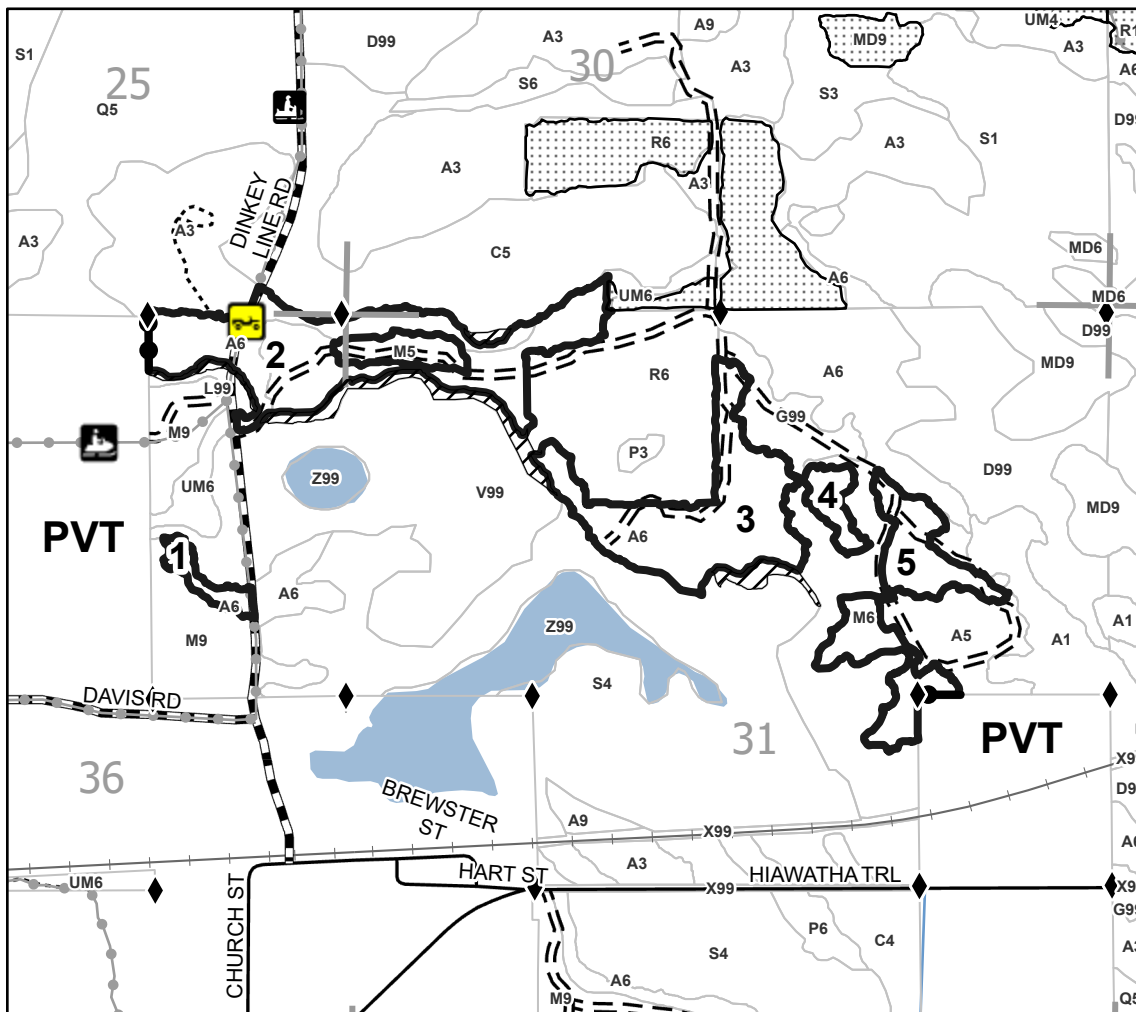 D99
A3
A9
UM4
R1
S1
25
30
MD9
A3
A3
A6
Q5
S6
S3
D99
DINKEY
LINE RD
R6
A3
A3
S1
A3
A3
A3
C5
MD6
A6
UM6
MD6
A6
2
M5
D99
L99
R6
A6
MD9
M9
G99
P3
D99
UM6
Z99
V99
4
MD9
PVT
3
1
A6
5
A6
A6
M9
Z99
M6
A5
A1
A1
DAVIS RD
S4
31
PVT
36
X9
BREWSTER
ST
D9
A9
X99
A6
A3
UM6
HART ST
X99
HIAWATHA TRL
X9
G99
CHURCH ST
P6
C4
S4
A3
A6
M9
Q5